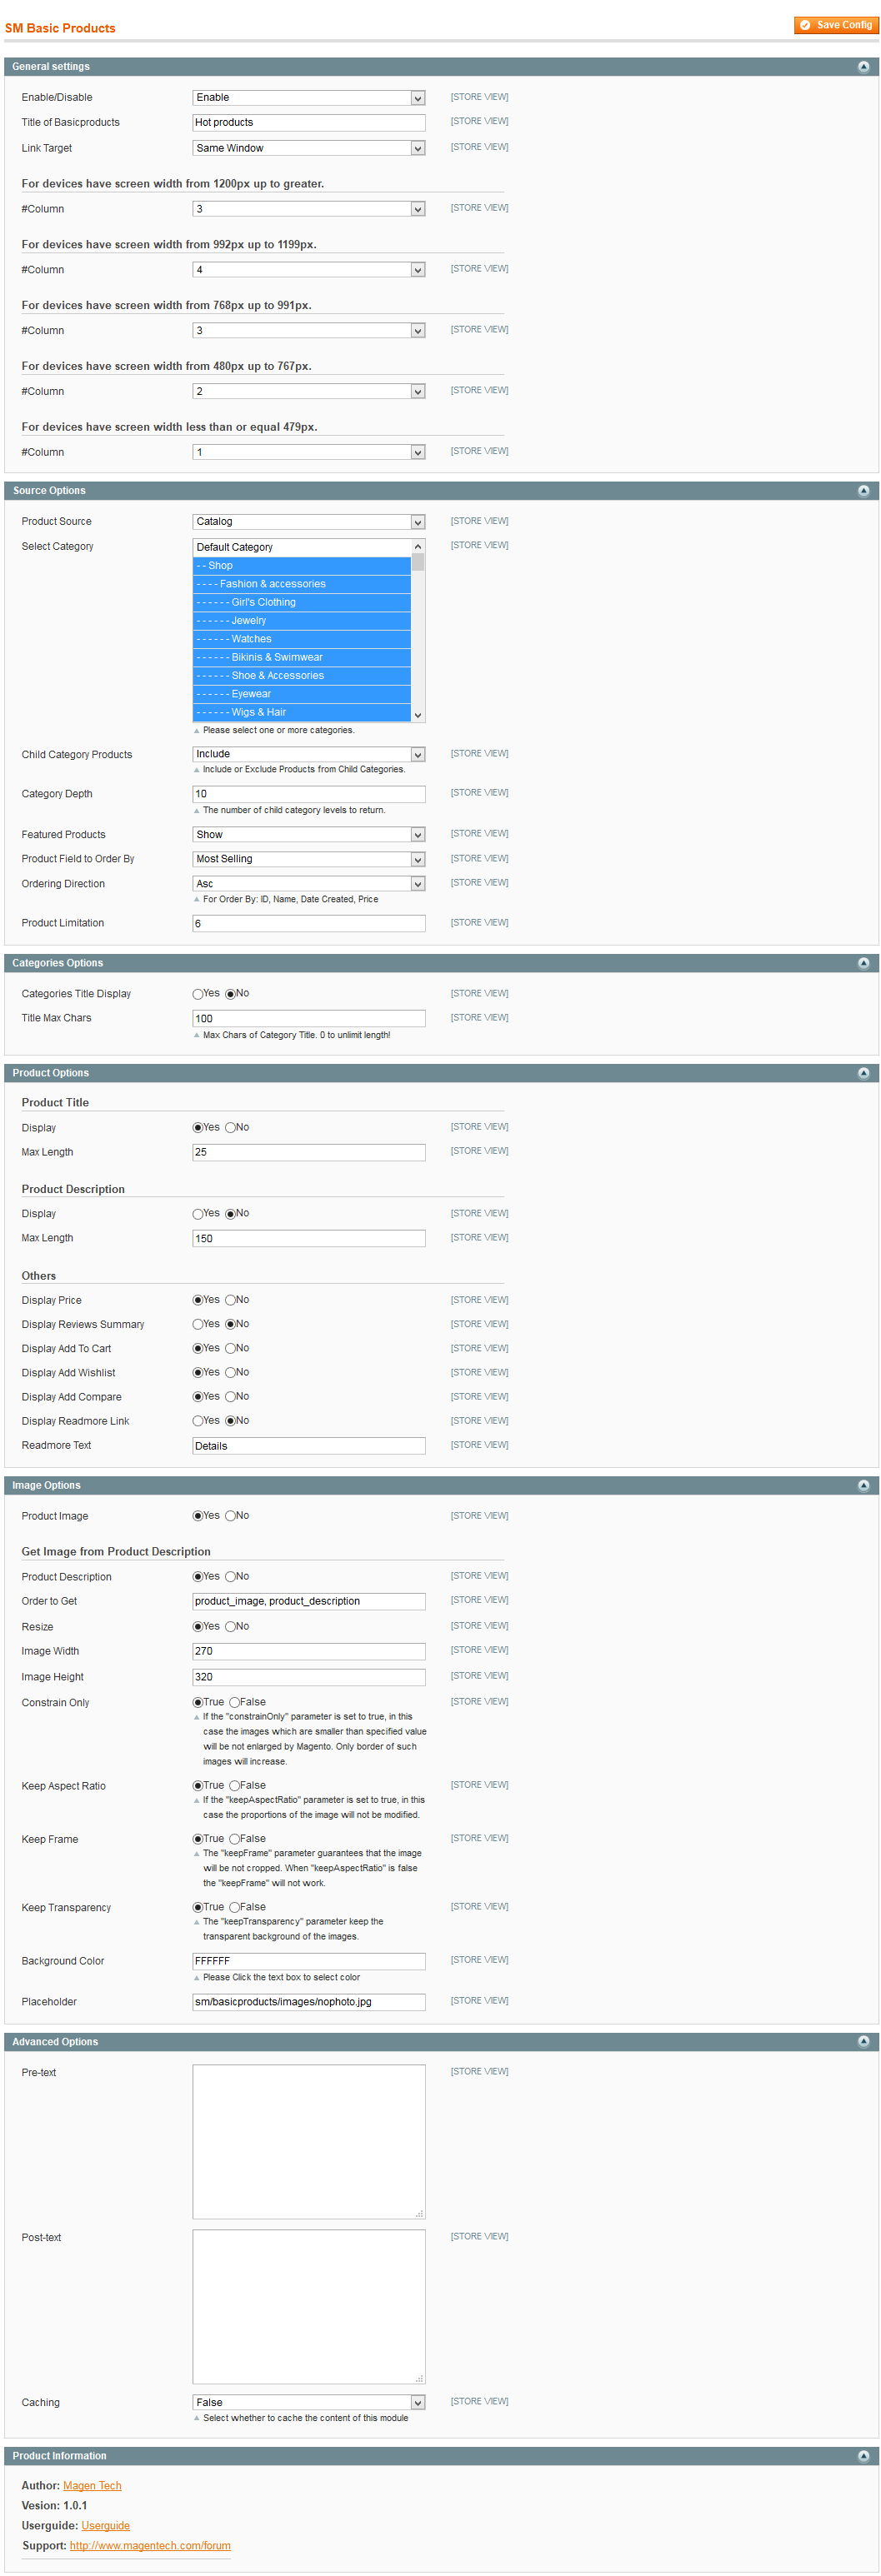 SM Basic Products
Save Config
General settings
Enable/Disable Enable [STORE VIEW]
Title of Basicproducts Hot products [STORE VIEW]
Link Target Same Window [STORE VIEW]
For devices have screen width from 1200px up to greater.
#Column 3 [STORE VIEW]
For devices have screen width from 992px up to 1199px.
#Column 4 [STORE VIEW]
For devices have screen width from 768px up to 991px.
#Column 3 [STORE VIEW]
For devices have screen width from 480px up to 767px.
#Column 2 [STORE VIEW]
For devices have screen width less than or equal 479px.
#Column 1 [STORE VIEW]
Source Options
Product Source Catalog [STORE VIEW]
Select Category Default Category [STORE VIEW]
- - Shop
- - - - Fashion & accessories
- - - - - - Girl's Clothing
- - - - - - Jewelry
- - - - - - Watches
- - - - - - Bikinis & Swimwear
- - - - - - Shoe & Accessories
- - - - - - Eyewear
- - - - - - Wigs & Hair
Please select one or more categories.
Child Category Products Include [STORE VIEW]
Include or Exclude Products from Child Categories.
Category Depth 10 [STORE VIEW]
The number of child category levels to return.
Featured Products Show [STORE VIEW]
Product Field to Order By Most Selling [STORE VIEW]
Ordering Direction Asc [STORE VIEW]
For Order By: ID, Name, Date Created, Price
Product Limitation 6 [STORE VIEW]
Categories Options
Categories Title Display Yes No [STORE VIEW]
Title Max Chars 100 [STORE VIEW]
Max Chars of Category Title. 0 to unlimit length!
Product Options
Product Title
Display Yes No [STORE VIEW]
Max Length 25 [STORE VIEW]
Product Description
Display Yes No [STORE VIEW]
Max Length 150 [STORE VIEW]
Others
Display Price Yes No [STORE VIEW]
Display Reviews Summary Yes No [STORE VIEW]
Display Add To Cart Yes No [STORE VIEW]
Display Add Wishlist Yes No [STORE VIEW]
Display Add Compare Yes No [STORE VIEW]
Display Readmore Link Yes No [STORE VIEW]
Readmore Text Details [STORE VIEW]
Image Options
Product Image Yes No [STORE VIEW]
Get Image from Product Description
Product Description Yes No [STORE VIEW]
Order to Get product_image, product_description [STORE VIEW]
Resize Yes No [STORE VIEW]
Image Width 270 [STORE VIEW]
Image Height 320 [STORE VIEW]
Constrain Only True False [STORE VIEW]
If the "constrainOnly" parameter is set to true, in this
case the images which are smaller than specified value
will be not enlarged by Magento. Only border of such
images will increase.
Keep Aspect Ratio True False [STORE VIEW]
If the "keepAspectRatio" parameter is set to true, in this
case the proportions of the image will not be modified.
Keep Frame True False [STORE VIEW]
The "keepFrame" parameter guarantees that the image
will be not cropped. When "keepAspectRatio" is false
the "keepFrame" will not work.
Keep Transparency True False [STORE VIEW]
The "keepTransparency" parameter keep the
transparent background of the images.
Background Color FFFFFF [STORE VIEW]
Please Click the text box to select color
Placeholder sm/basicproducts/images/nophoto.jpg [STORE VIEW]
Advanced Options
Pre-text [STORE VIEW]
Post-text [STORE VIEW]
Caching False [STORE VIEW]
Select whether to cache the content of this module
Product Information
Author: Magen Tech
Vesion: 1.0.1
Userguide: Userguide
Support: http://www.magentech.com/forum